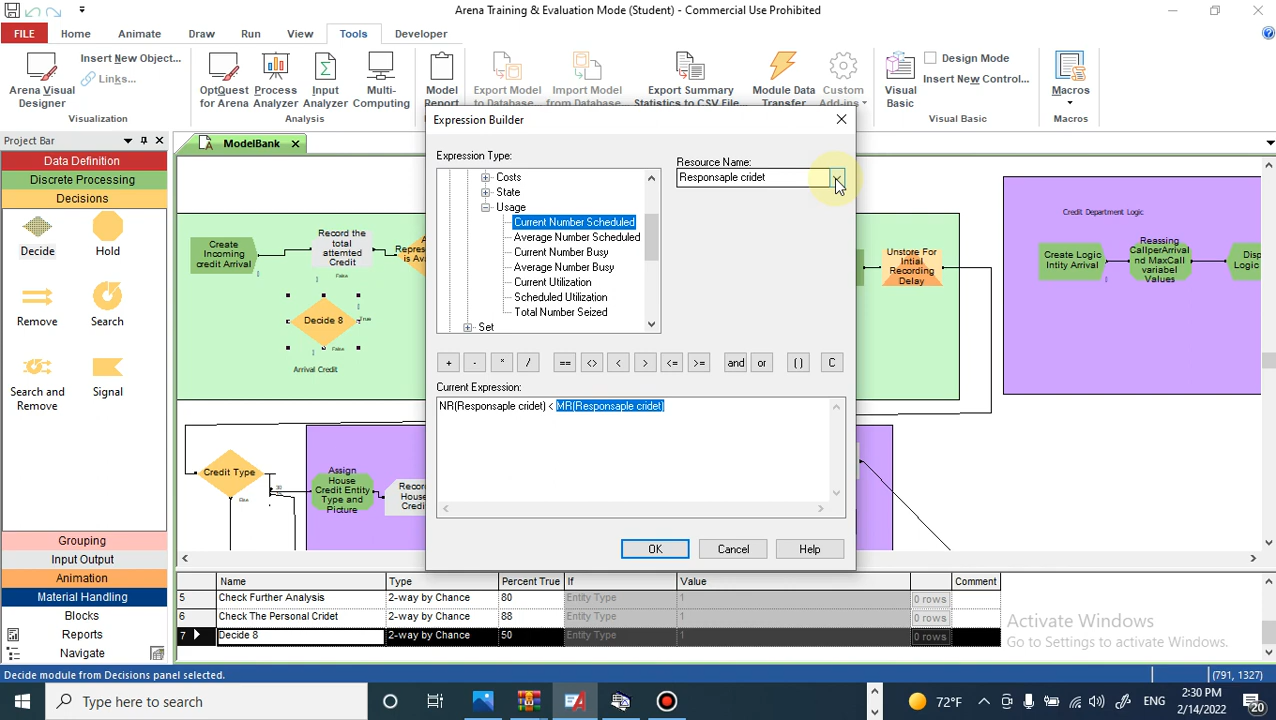 Arena Training & Evaluation Mode (Student) - Commercial Use Prohibited
FILE Home Animate Draw Run View Tools Developer
Arena Visual Designer
Insert New Object...
Links...
Visualization
OptQuest for Arena
Process Analyzer
Input Analyzer
Multi-Computing
Analysis
Model Report
Export Model to Database
Import Model from Database
Export Summary Statistics to CSV File
Module Data Transfer
Custom Add-ins
Visual Basic
Design Mode
Insert New Control...
Visual Basic
Macros
Macros
Project Bar
ModelBank
Data Definition
Discrete Processing
Decisions
Decide
Hold
Remove
Search
Search and Remove
Signal
Grouping
Input Output
Animation
Material Handling
Blocks
Reports
Navigate
Create Incoming credit Arrival
Record the total attemted Credit
False
Decide 8
True
False
Arrival Credit
Unstore For Intial Recording Delay
Credit Department Logic
Create Logic Intity Arrival
Reassing CallperArrival nd MaxCall variabel Values
Credit Type
Else
Assign House Credit Entity Type and Picture
Expression Builder
Expression Type:
Costs
State
Usage
Current Number Scheduled
Average Number Scheduled
Current Number Busy
Average Number Busy
Current Utilization
Scheduled Utilization
Total Number Seized
Set
Resource Name:
Responsaple cridet
+ - * / == <> < > <= >= and or ( ) C
Current Expression:
NR(Responsaple cridet) < MR(Responsaple cridet)
OK Cancel Help
Name Type Percent True If Value Comment
5 Check Further Analysis 2-way by Chance 80 Entity Type 1 0 rows
6 Check The Personal Cridet 2-way by Chance 88 Entity Type 1 0 rows
7 Decide 8 2-way by Chance 50 Entity Type 1 0 rows
Activate Windows
Go to Settings to activate Windows.
Decide module from Decisions panel selected.
(791, 1327)
Type here to search
72°F
ENG
2:30 PM
2/14/2022
20